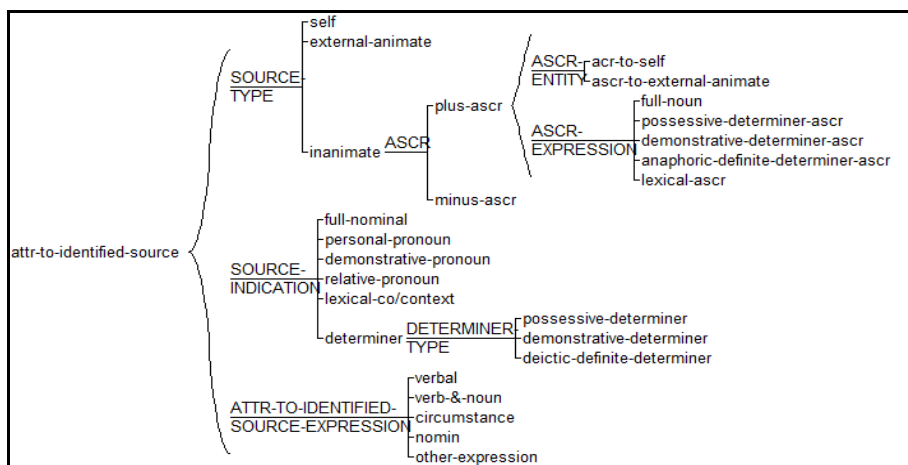 self
external-animate
SOURCE-
TYPE
inanimate
ASCR
plus-ascr
ASCR-
ENTITY
acr-to-self
ascr-to-external-animate
ASCR-
EXPRESSION
full-noun
possessive-determiner-ascr
demonstrative-determiner-ascr
anaphoric-definite-determiner-ascr
lexical-ascr
minus-ascr
attr-to-identified-source
SOURCE-
INDICATION
full-nominal
personal-pronoun
demonstrative-pronoun
relative-pronoun
lexical-co/context
determiner
DETERMINER-
TYPE
possessive-determiner
demonstrative-determiner
deictic-definite-determiner
ATTR-TO-IDENTIFIED-
SOURCE-EXPRESSION
verbal
verb-&-noun
circumstance
nomin
other-expression